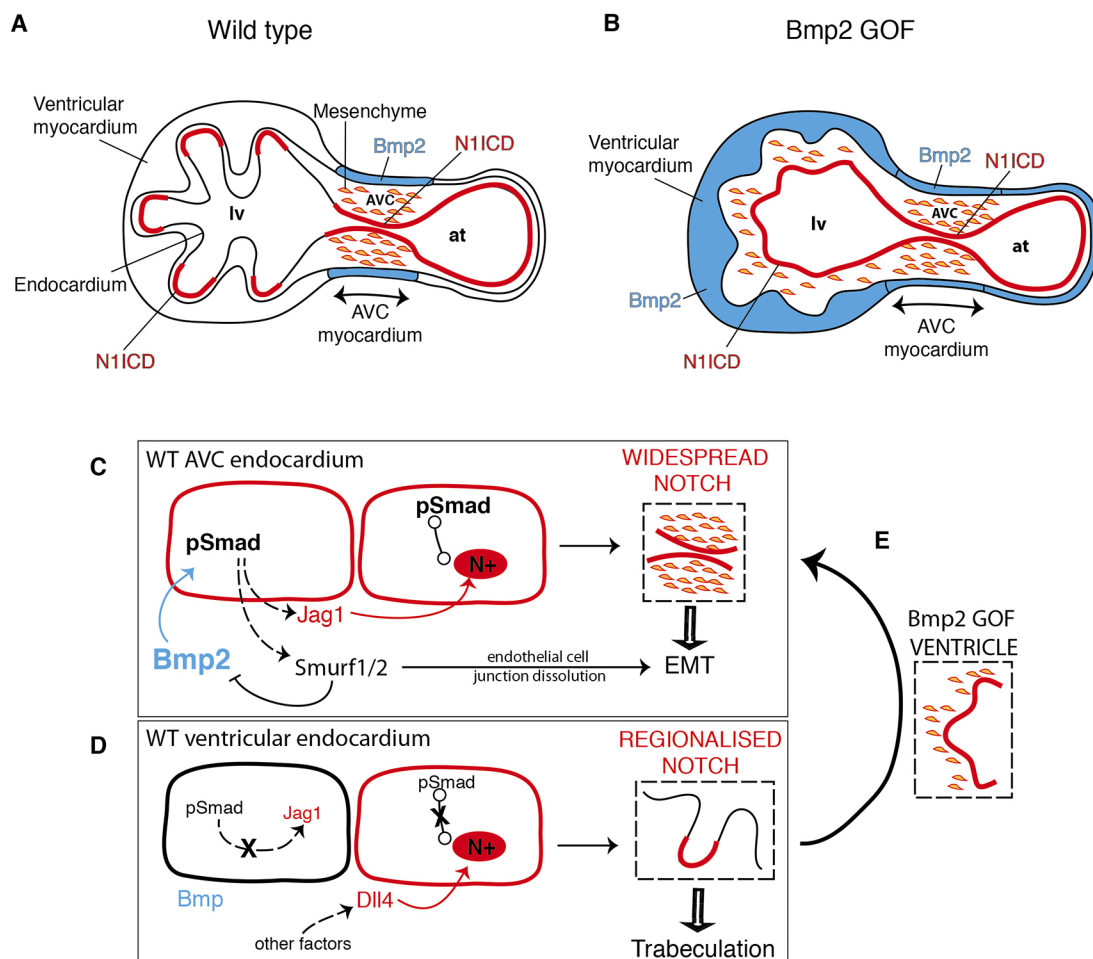 A
Wild type
Ventricular
myocardium
Mesenchyme
Bmp2
N1ICD
AVC
lv
at
Endocardium
AVC
myocardium
N1ICD
B
Bmp2 GOF
Ventricular
myocardium
Bmp2
N1ICD
AVC
lv
at
Bmp2
AVC
myocardium
N1ICD
C
WT AVC endocardium
pSmad
pSmad
N+
Jag1
Bmp2
Smurf1/2
endothelial cell
junction dissolution
WIDESPREAD
NOTCH
EMT
D
WT ventricular endocardium
pSmad
Jag1
X
Bmp
pSmad
X
N+
Dll4
other factors
REGIONALISED
NOTCH
Trabeculation
E
Bmp2 GOF
VENTRICLE